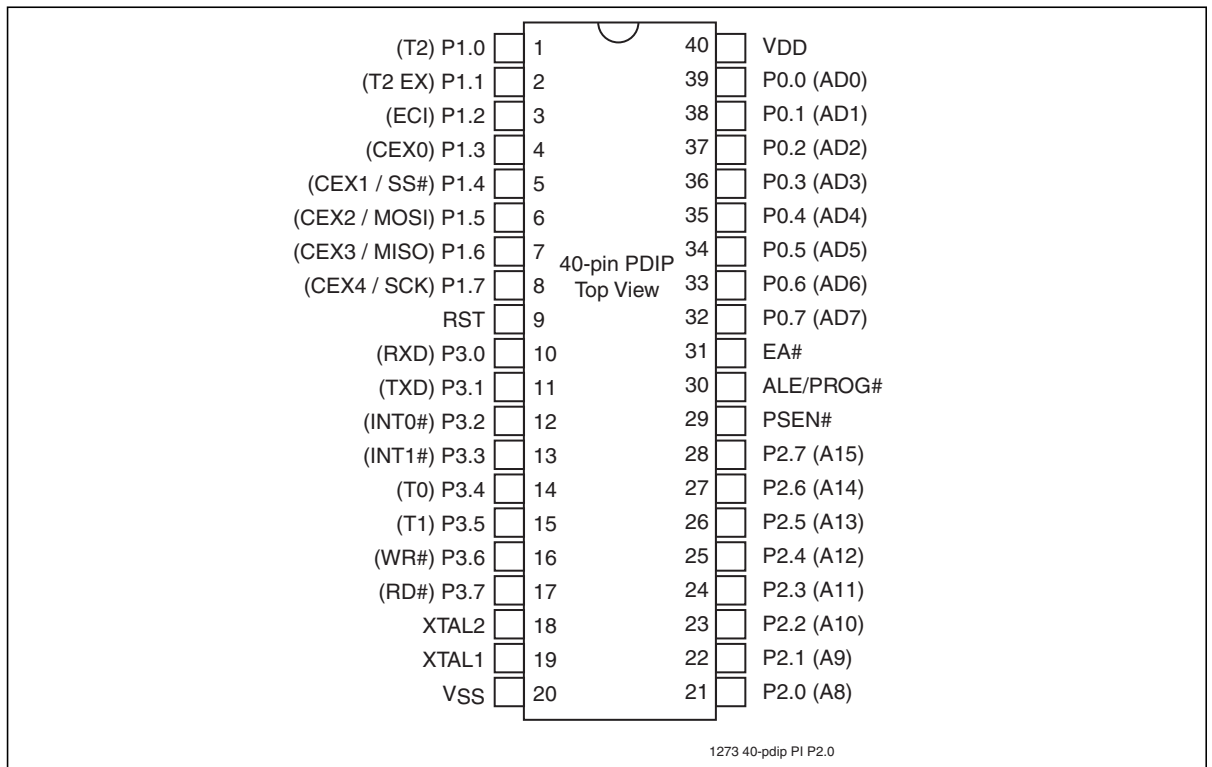 (T2) P1.0 1 40 VDD
(T2 EX) P1.1 2 39 P0.0 (AD0)
(ECI) P1.2 3 38 P0.1 (AD1)
(CEX0) P1.3 4 37 P0.2 (AD2)
(CEX1 / SS#) P1.4 5 36 P0.3 (AD3)
(CEX2 / MOSI) P1.5 6 35 P0.4 (AD4)
(CEX3 / MISO) P1.6 7 34 P0.5 (AD5)
40-pin PDIP
(CEX4 / SCK) P1.7 8 33 P0.6 (AD6)
Top View
RST 9 32 P0.7 (AD7)
(RXD) P3.0 10 31 EA#
(TXD) P3.1 11 30 ALE/PROG#
(INT0#) P3.2 12 29 PSEN#
(INT1#) P3.3 13 28 P2.7 (A15)
(T0) P3.4 14 27 P2.6 (A14)
(T1) P3.5 15 26 P2.5 (A13)
(WR#) P3.6 16 25 P2.4 (A12)
(RD#) P3.7 17 24 P2.3 (A11)
XTAL2 18 23 P2.2 (A10)
XTAL1 19 22 P2.1 (A9)
VSS 20 21 P2.0 (A8)
1273 40-pdip PI P2.0